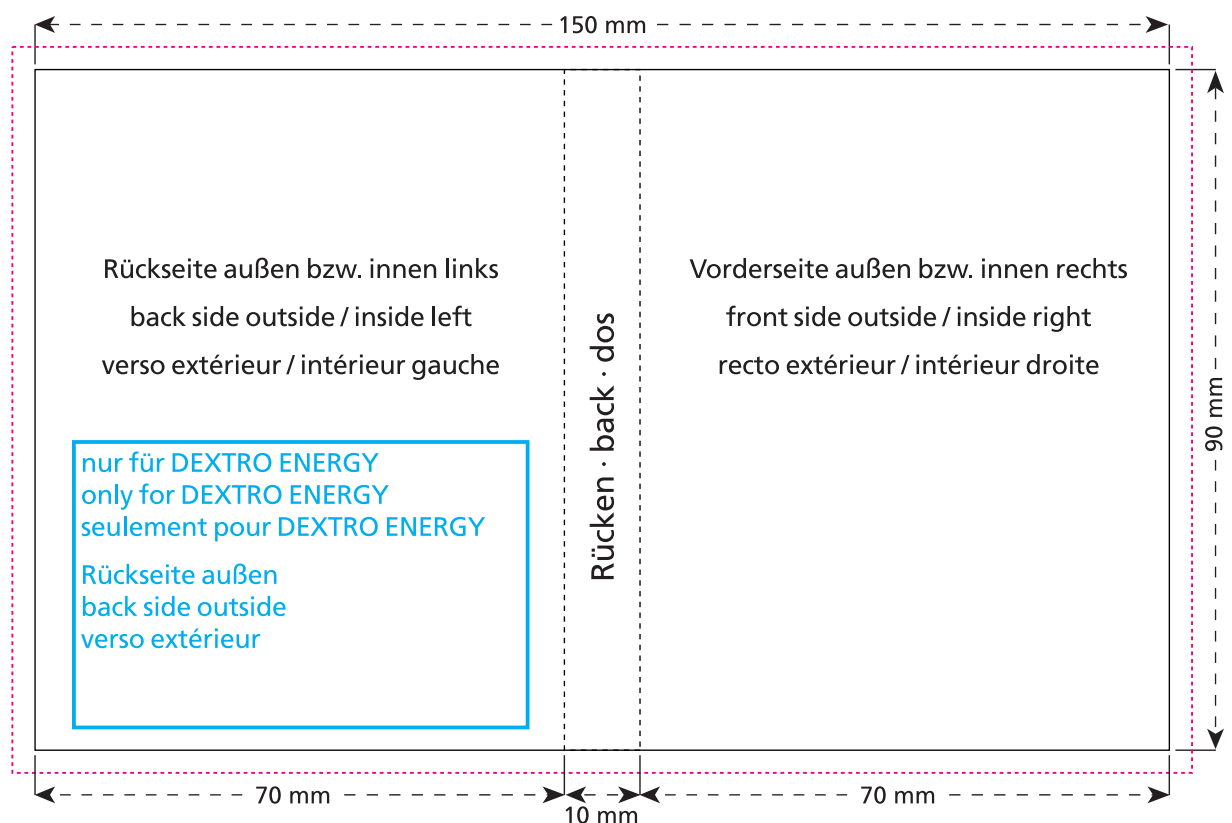 150 mm
Rückseite außen bzw. innen links
back side outside / inside left
verso extérieur / intérieur gauche
Rücken · back · dos
Vorderseite außen bzw. innen rechts
front side outside / inside right
recto extérieur / intérieur droite
90 mm
nur für DEXTRO ENERGY
only for DEXTRO ENERGY
seulement pour DEXTRO ENERGY
Rückseite außen
back side outside
verso extérieur
70 mm
10 mm
70 mm